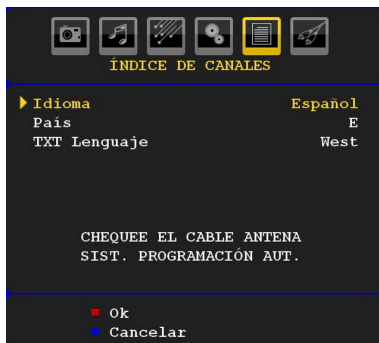 ÍNDICE DE CANALES
Idioma Español
País E
TXT Lenguaje West
CHEQUEE EL CABLE ANTENA
SIST. PROGRAMACIÓN AUT.
Ok
Cancelar